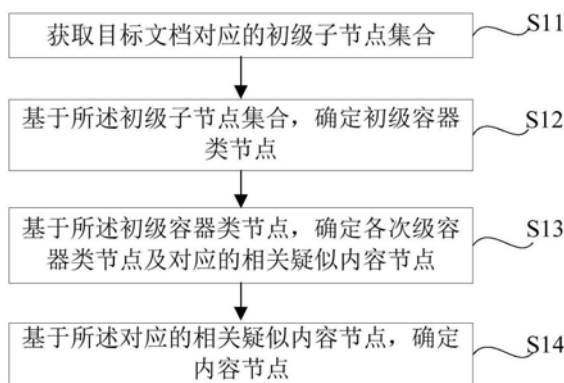 获取目标文档对应的初级子节点集合
S11
基于所述初级子节点集合，确定初级容器
类节点
S12
基于所述初级容器类节点，确定各次级容
器类节点及对应的相关疑似内容节点
S13
基于所述对应的相关疑似内容节点，确定
内容节点
S14